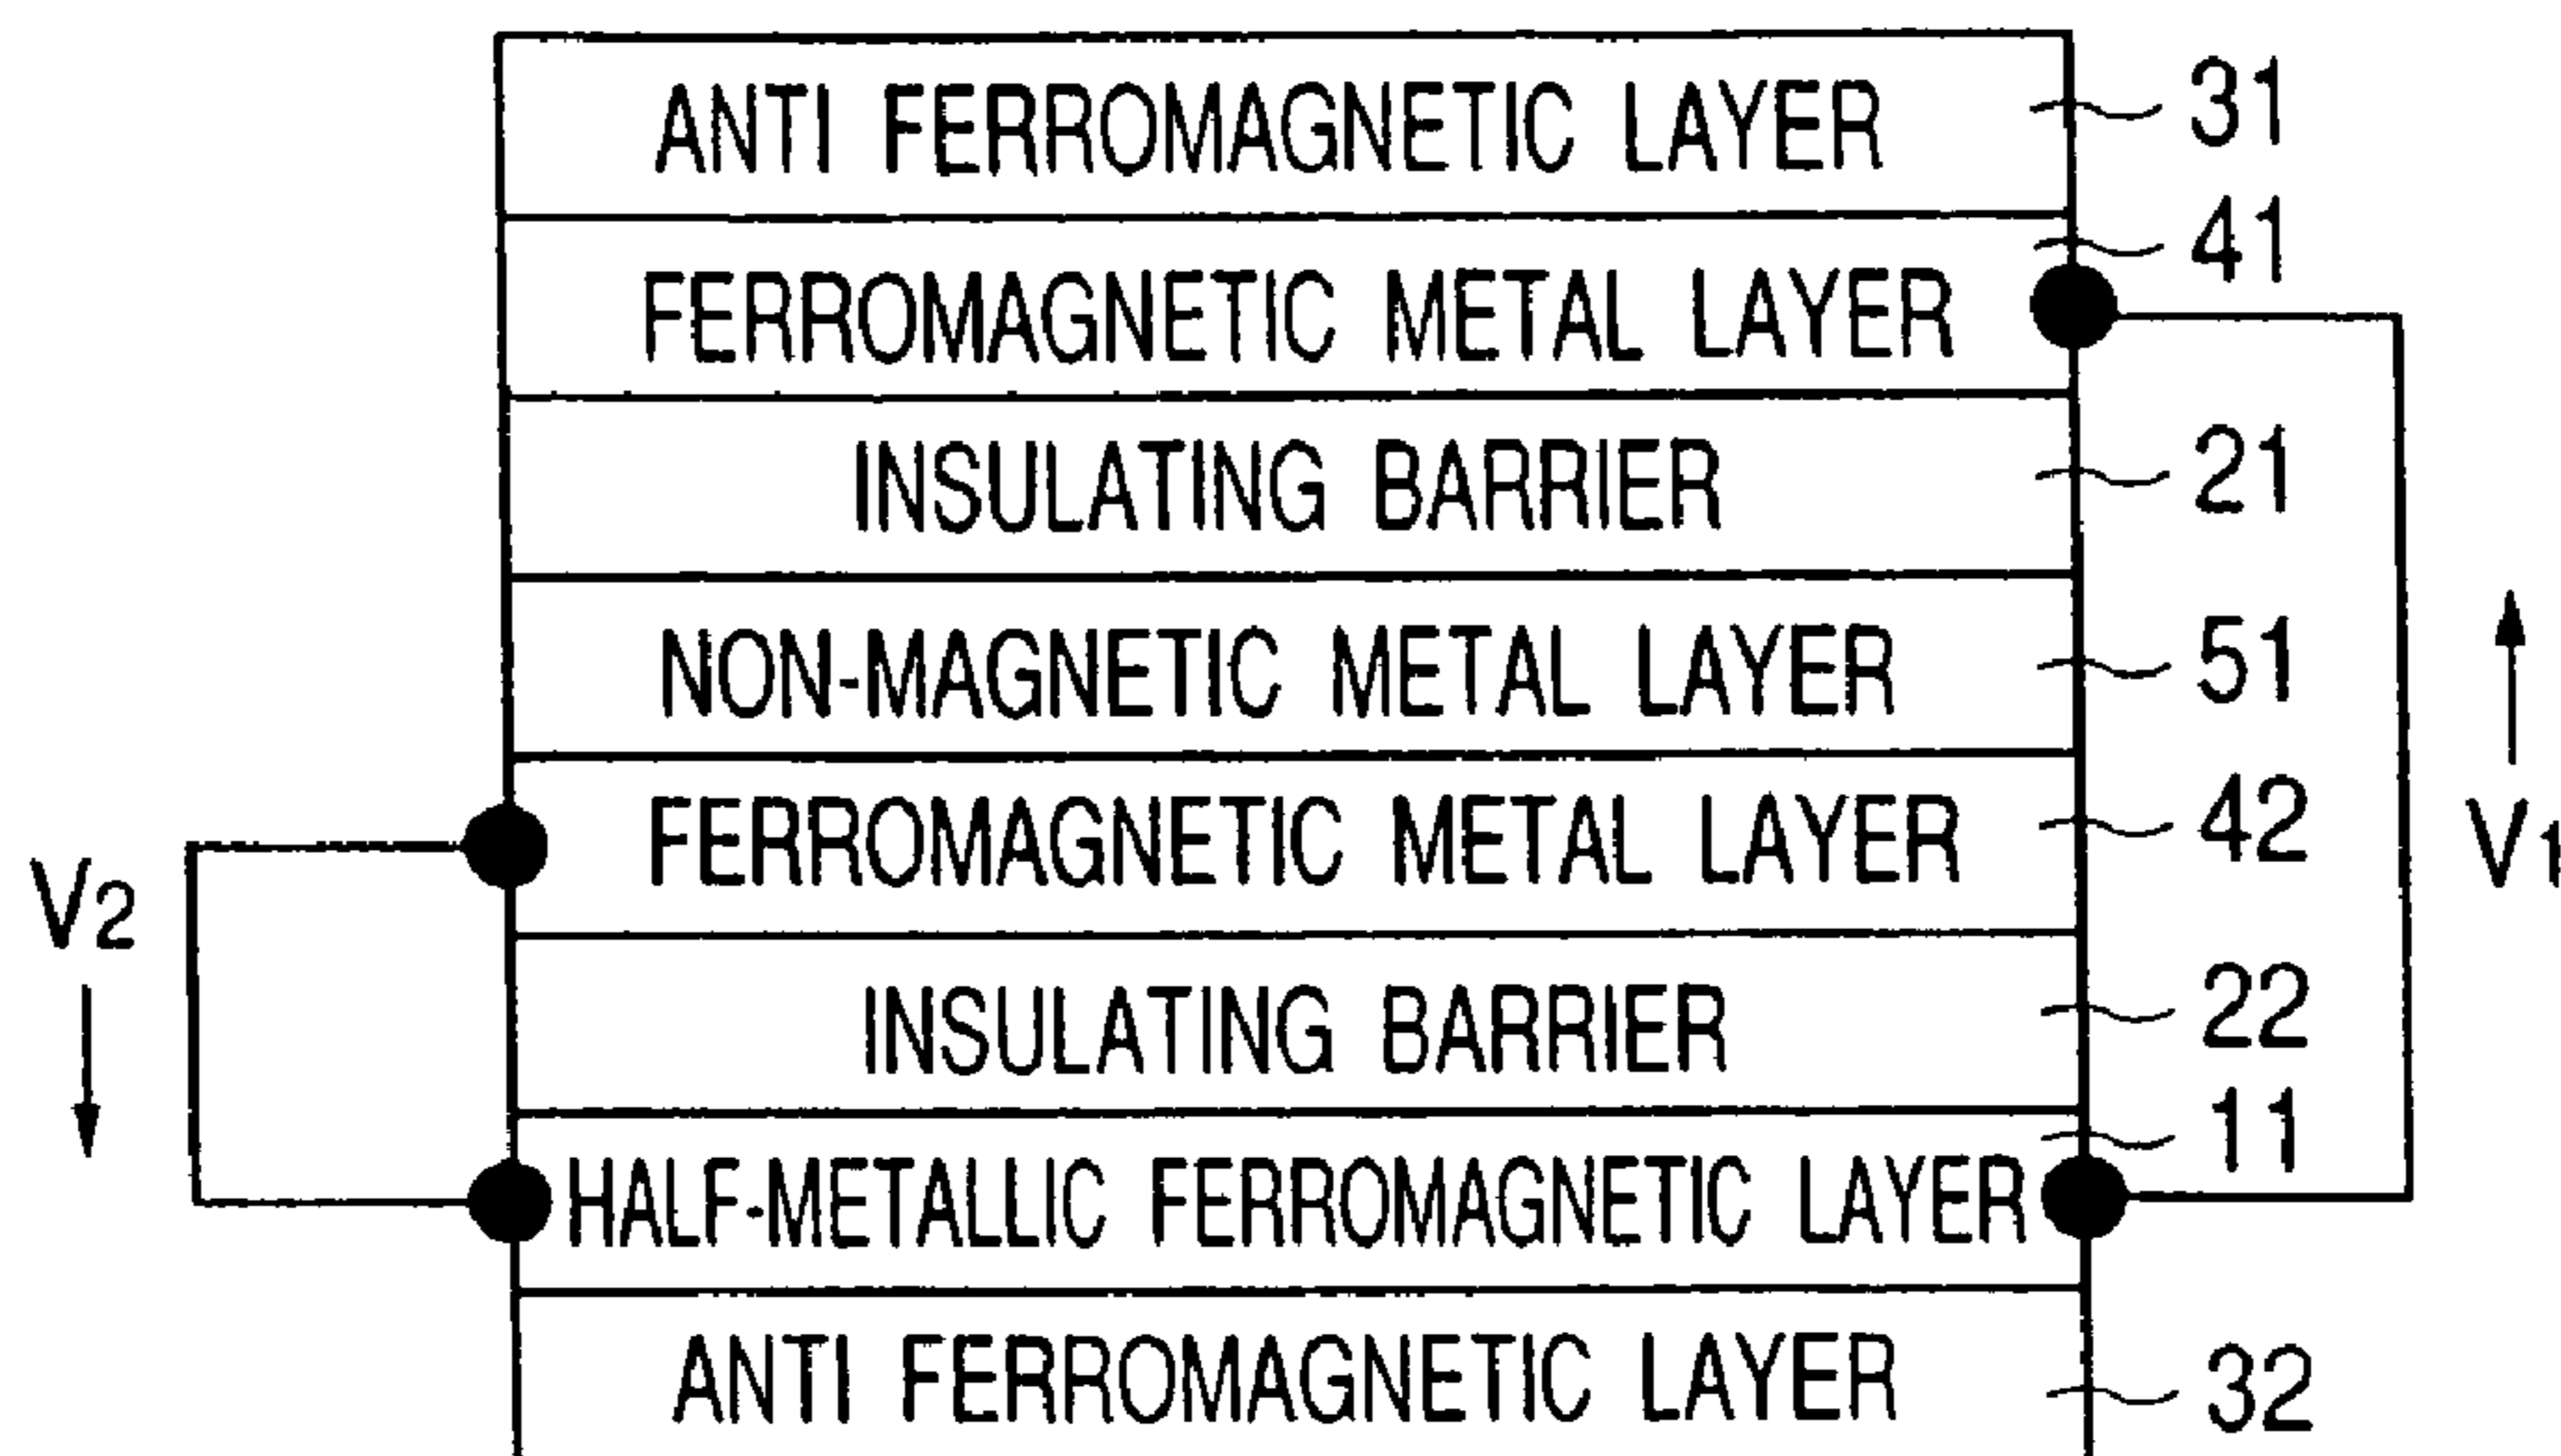 ANTI FERROMAGNETIC LAYER 31
FERROMAGNETIC METAL LAYER 41
INSULATING BARRIER 21
NON-MAGNETIC METAL LAYER 51
FERROMAGNETIC METAL LAYER 42
V1
V2
INSULATING BARRIER 22
HALF-METALLIC FERROMAGNETIC LAYER 11
ANTI FERROMAGNETIC LAYER 32